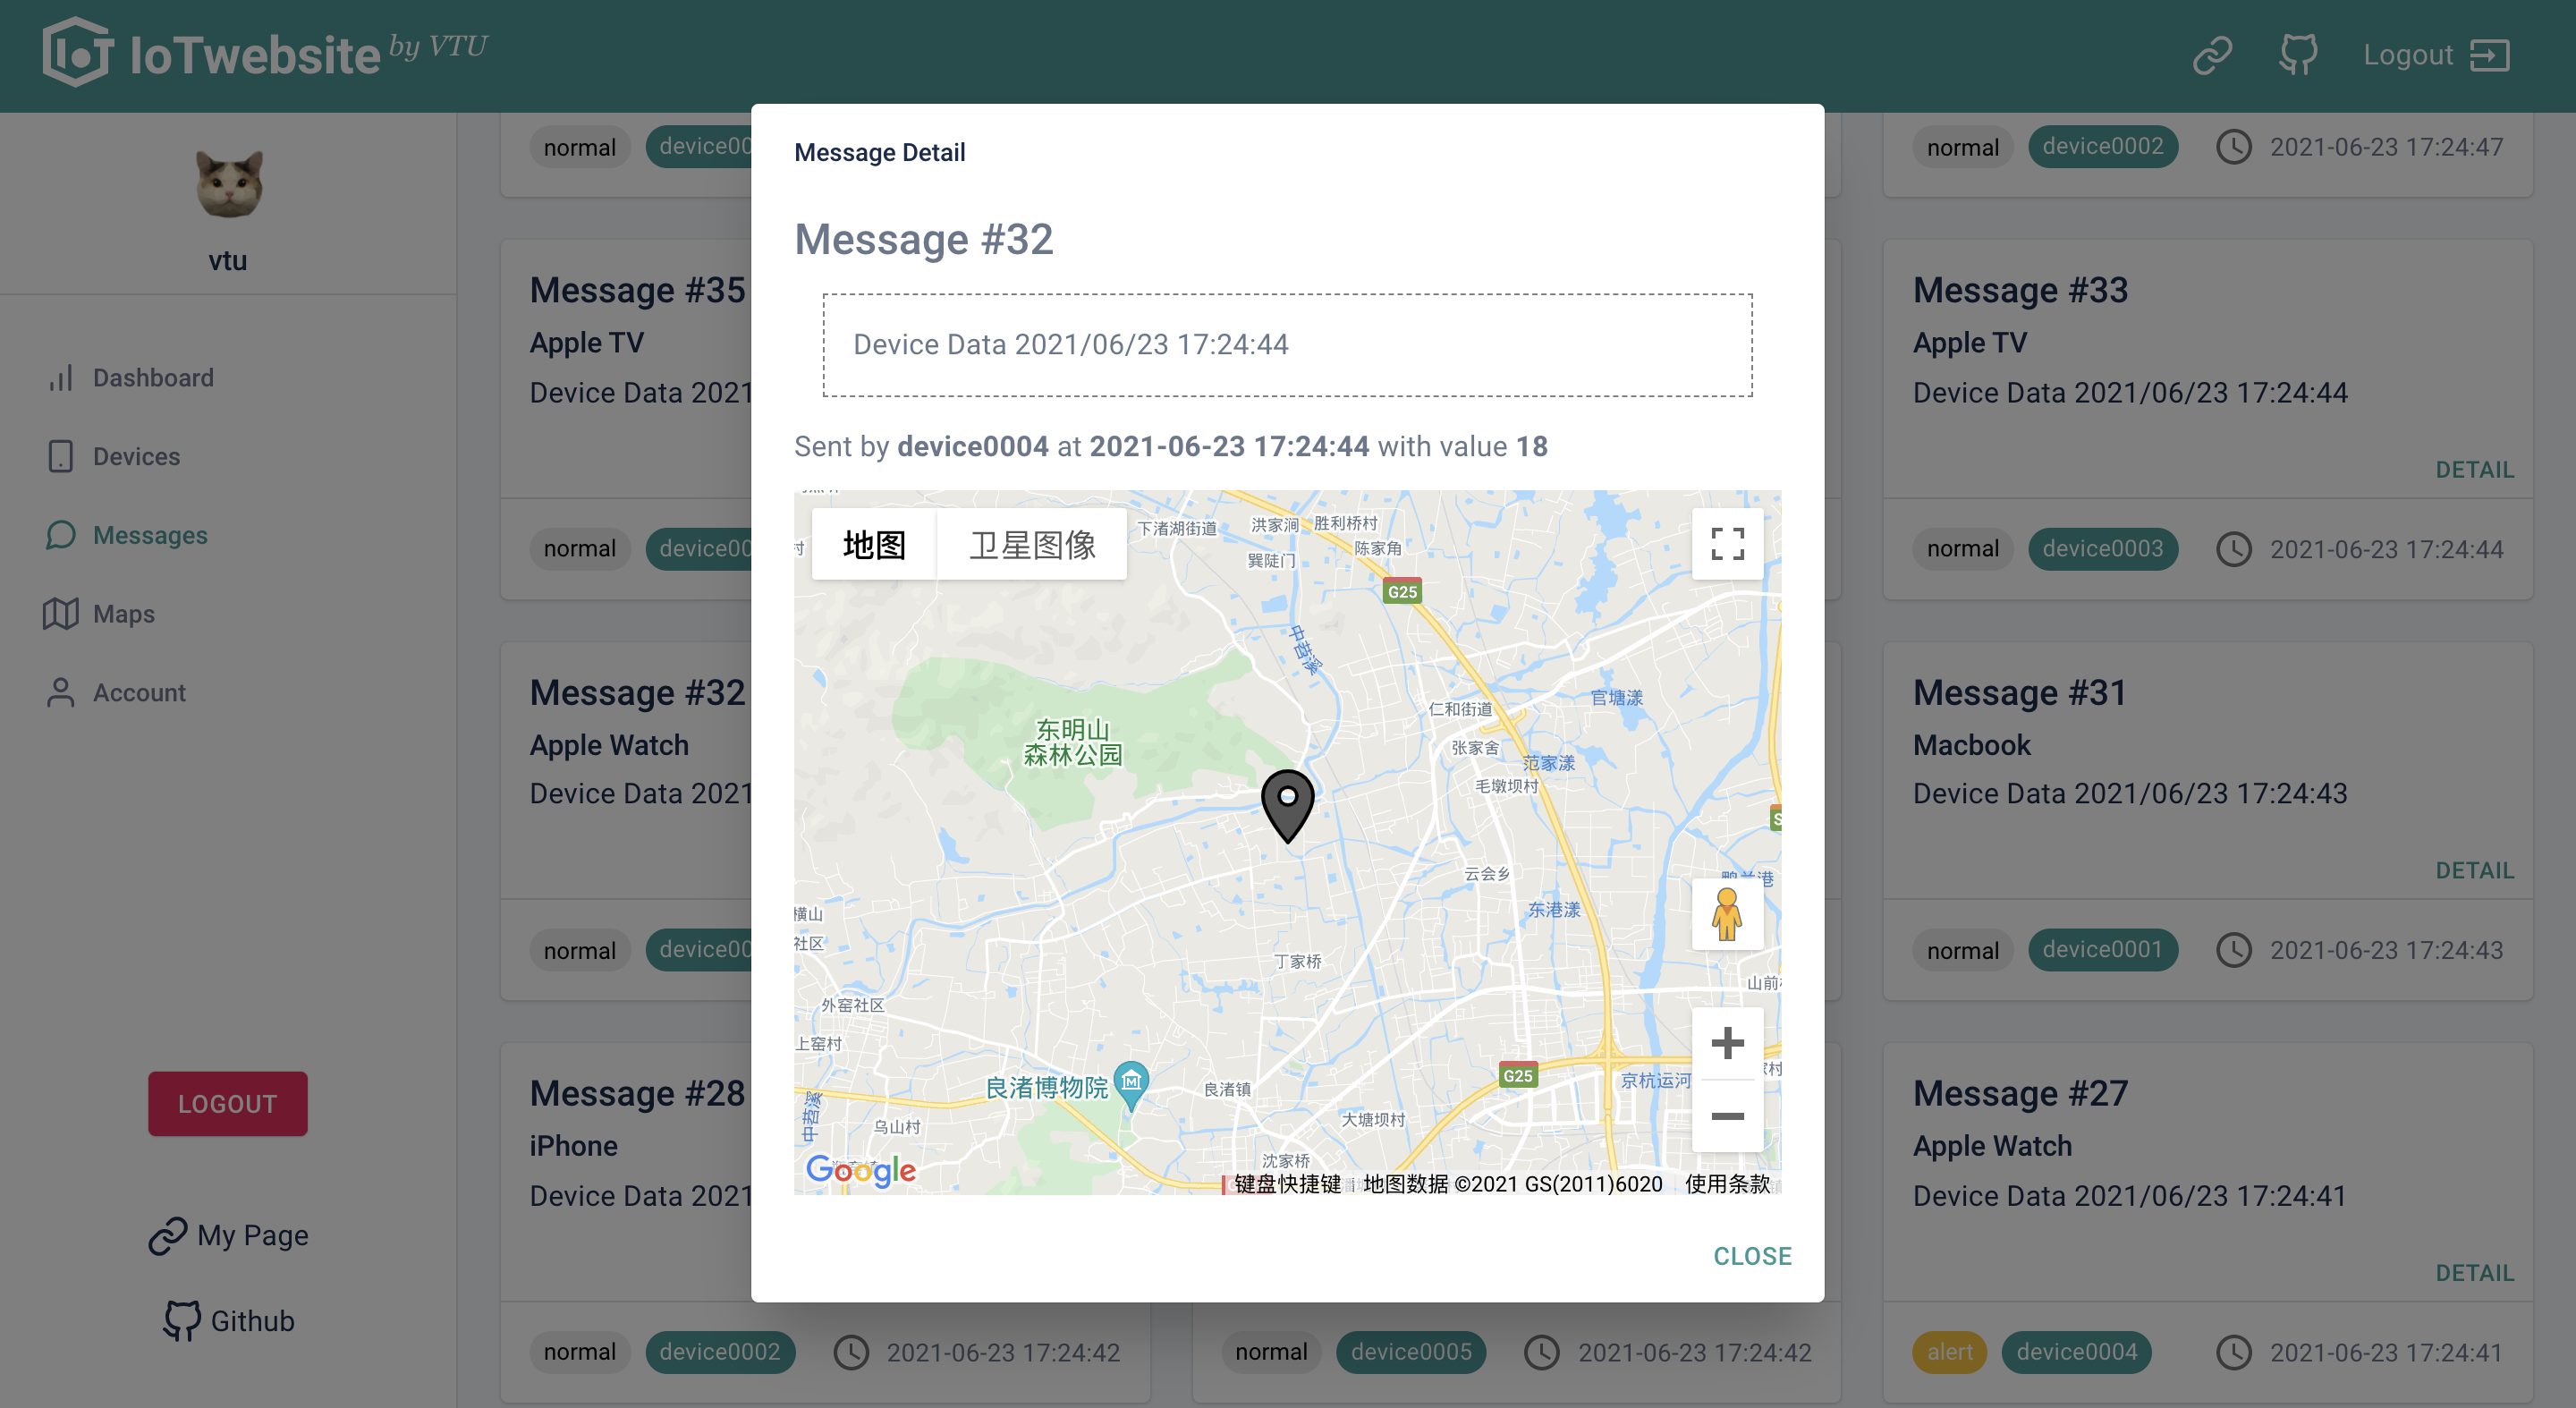 IoTwebsite by VTU
Logout
vtu
Dashboard
Devices
Messages
Maps
Account
LOGOUT
My Page
Github
normal
normal device0002 2021-06-23 17:24:47
Message #35
Apple TV
Device Data 2021
normal
Message #33
Apple TV
Device Data 2021/06/23 17:24:44
DETAIL
normal device0003 2021-06-23 17:24:44
Message #32
Apple Watch
Device Data 2021
normal
Message #31
Macbook
Device Data 2021/06/23 17:24:43
DETAIL
normal device0001 2021-06-23 17:24:43
Message #28
iPhone
Device Data 2021
normal device0002 2021-06-23 17:24:42
normal device0005 2021-06-23 17:24:42
Message #27
Apple Watch
Device Data 2021/06/23 17:24:41
DETAIL
alert device0004 2021-06-23 17:24:41
Message Detail
Message #32
Device Data 2021/06/23 17:24:44
Sent by device0004 at 2021-06-23 17:24:44 with value 18
地图 卫星图像
下渚湖街道
洪家涧
胜利桥村
陈家角
巽陡门
G25
中苕溪
官塘漾
仁和街道
东明山
森林公园
张家舍
范家漾
毛墩坝村
云会乡
东港漾
横山
社区
丁家桥
山前
外窑社区
上窑村
G25
京杭运河
良渚博物院
良渚镇
大塘坝村
中苕溪
乌山村
沈家桥
Google
键盘快捷键 地图数据 ©2021 GS(2011)6020 使用条款
CLOSE